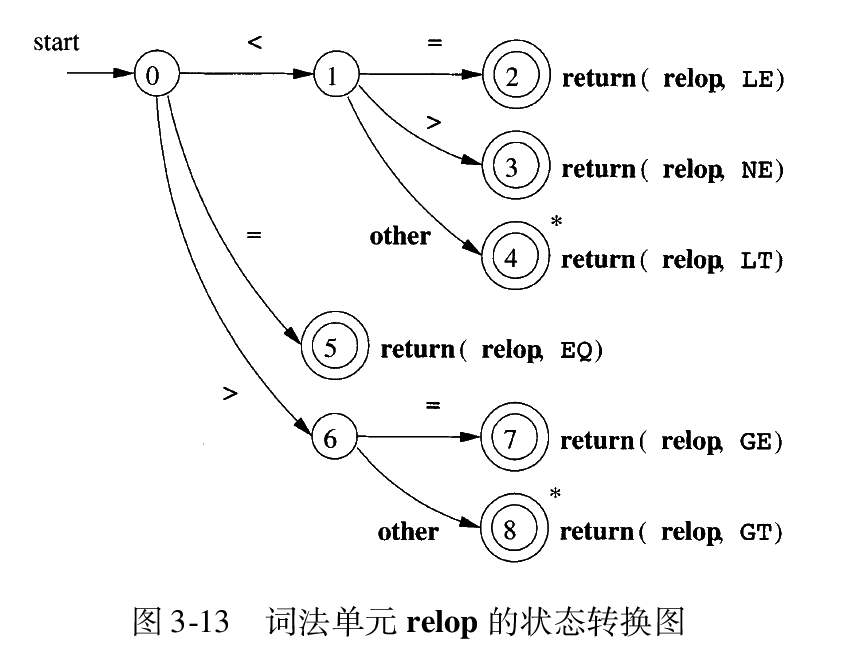 start
<
=
0
1
2
return( relop, LE)
>
3
return( relop, NE)
*
other
4
return( relop, LT)
=
5
return( relop, EQ)
>
=
6
7
return( relop, GE)
*
other
8
return( relop, GT)
图 3-13 词法单元 relop 的状态转换图